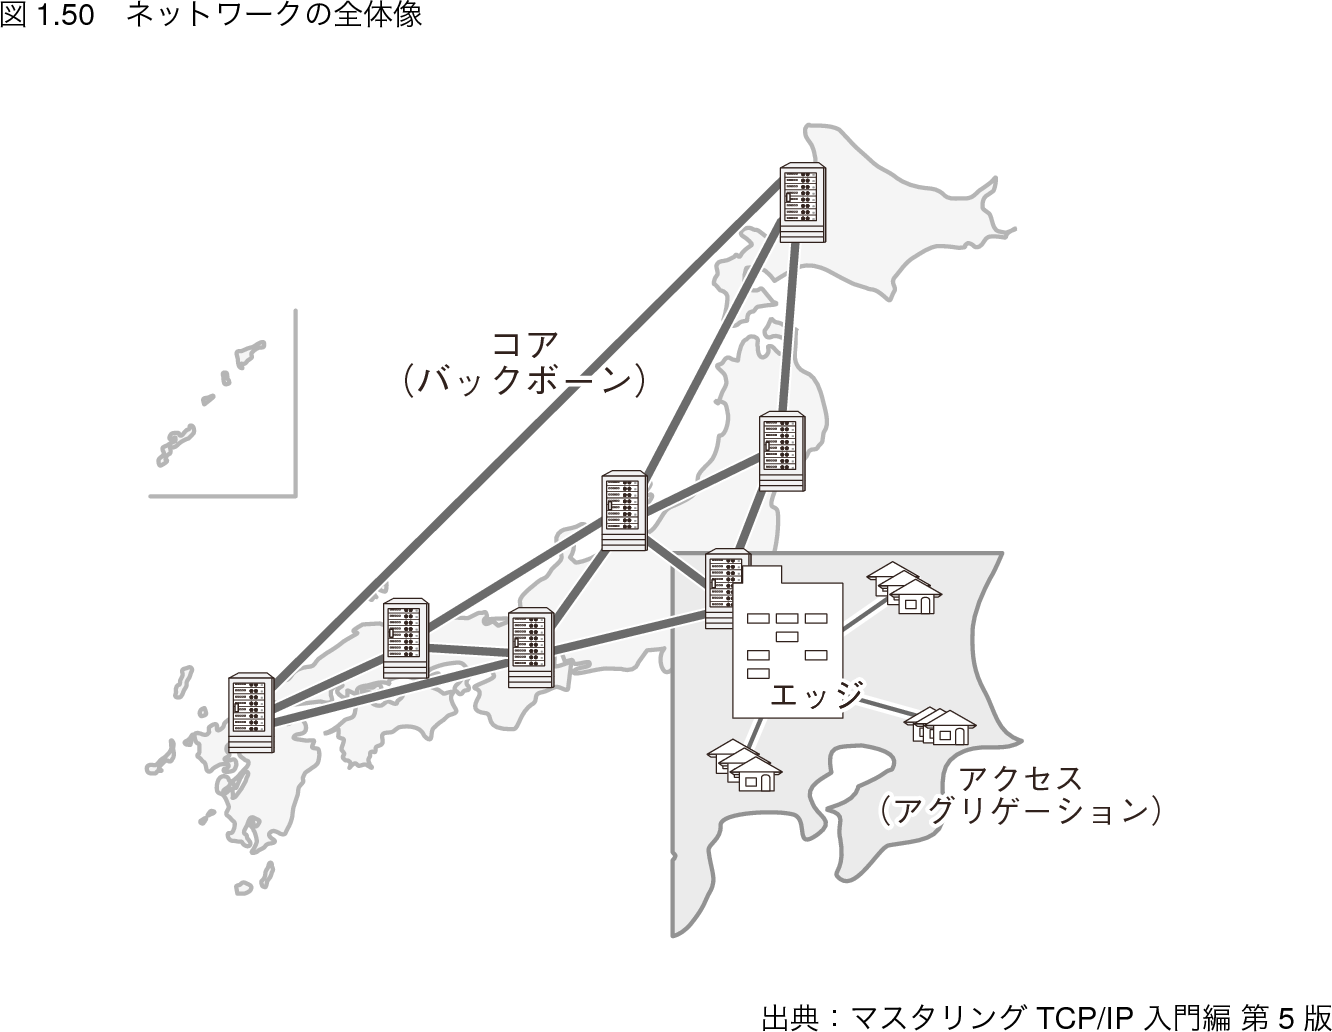 図 1.50　ネットワークの全体像
コア
（バックボーン）
エッジ
アクセス
（アグリゲーション）
出典：マスタリング TCP/IP 入門編 第 5 版